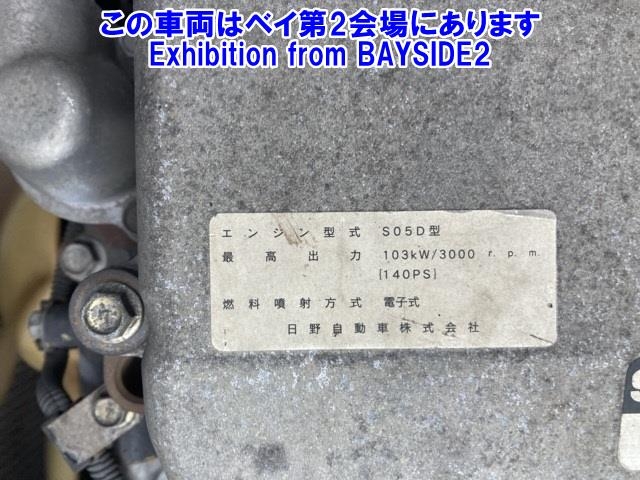 この車両はベイ第2会場にあります
Exhibition from BAYSIDE2
エンジン型式 S05D型
最高出力 103kW/3000 r.p.m.
[140PS]
燃料噴射方式 電子式
日野自動車株式会社